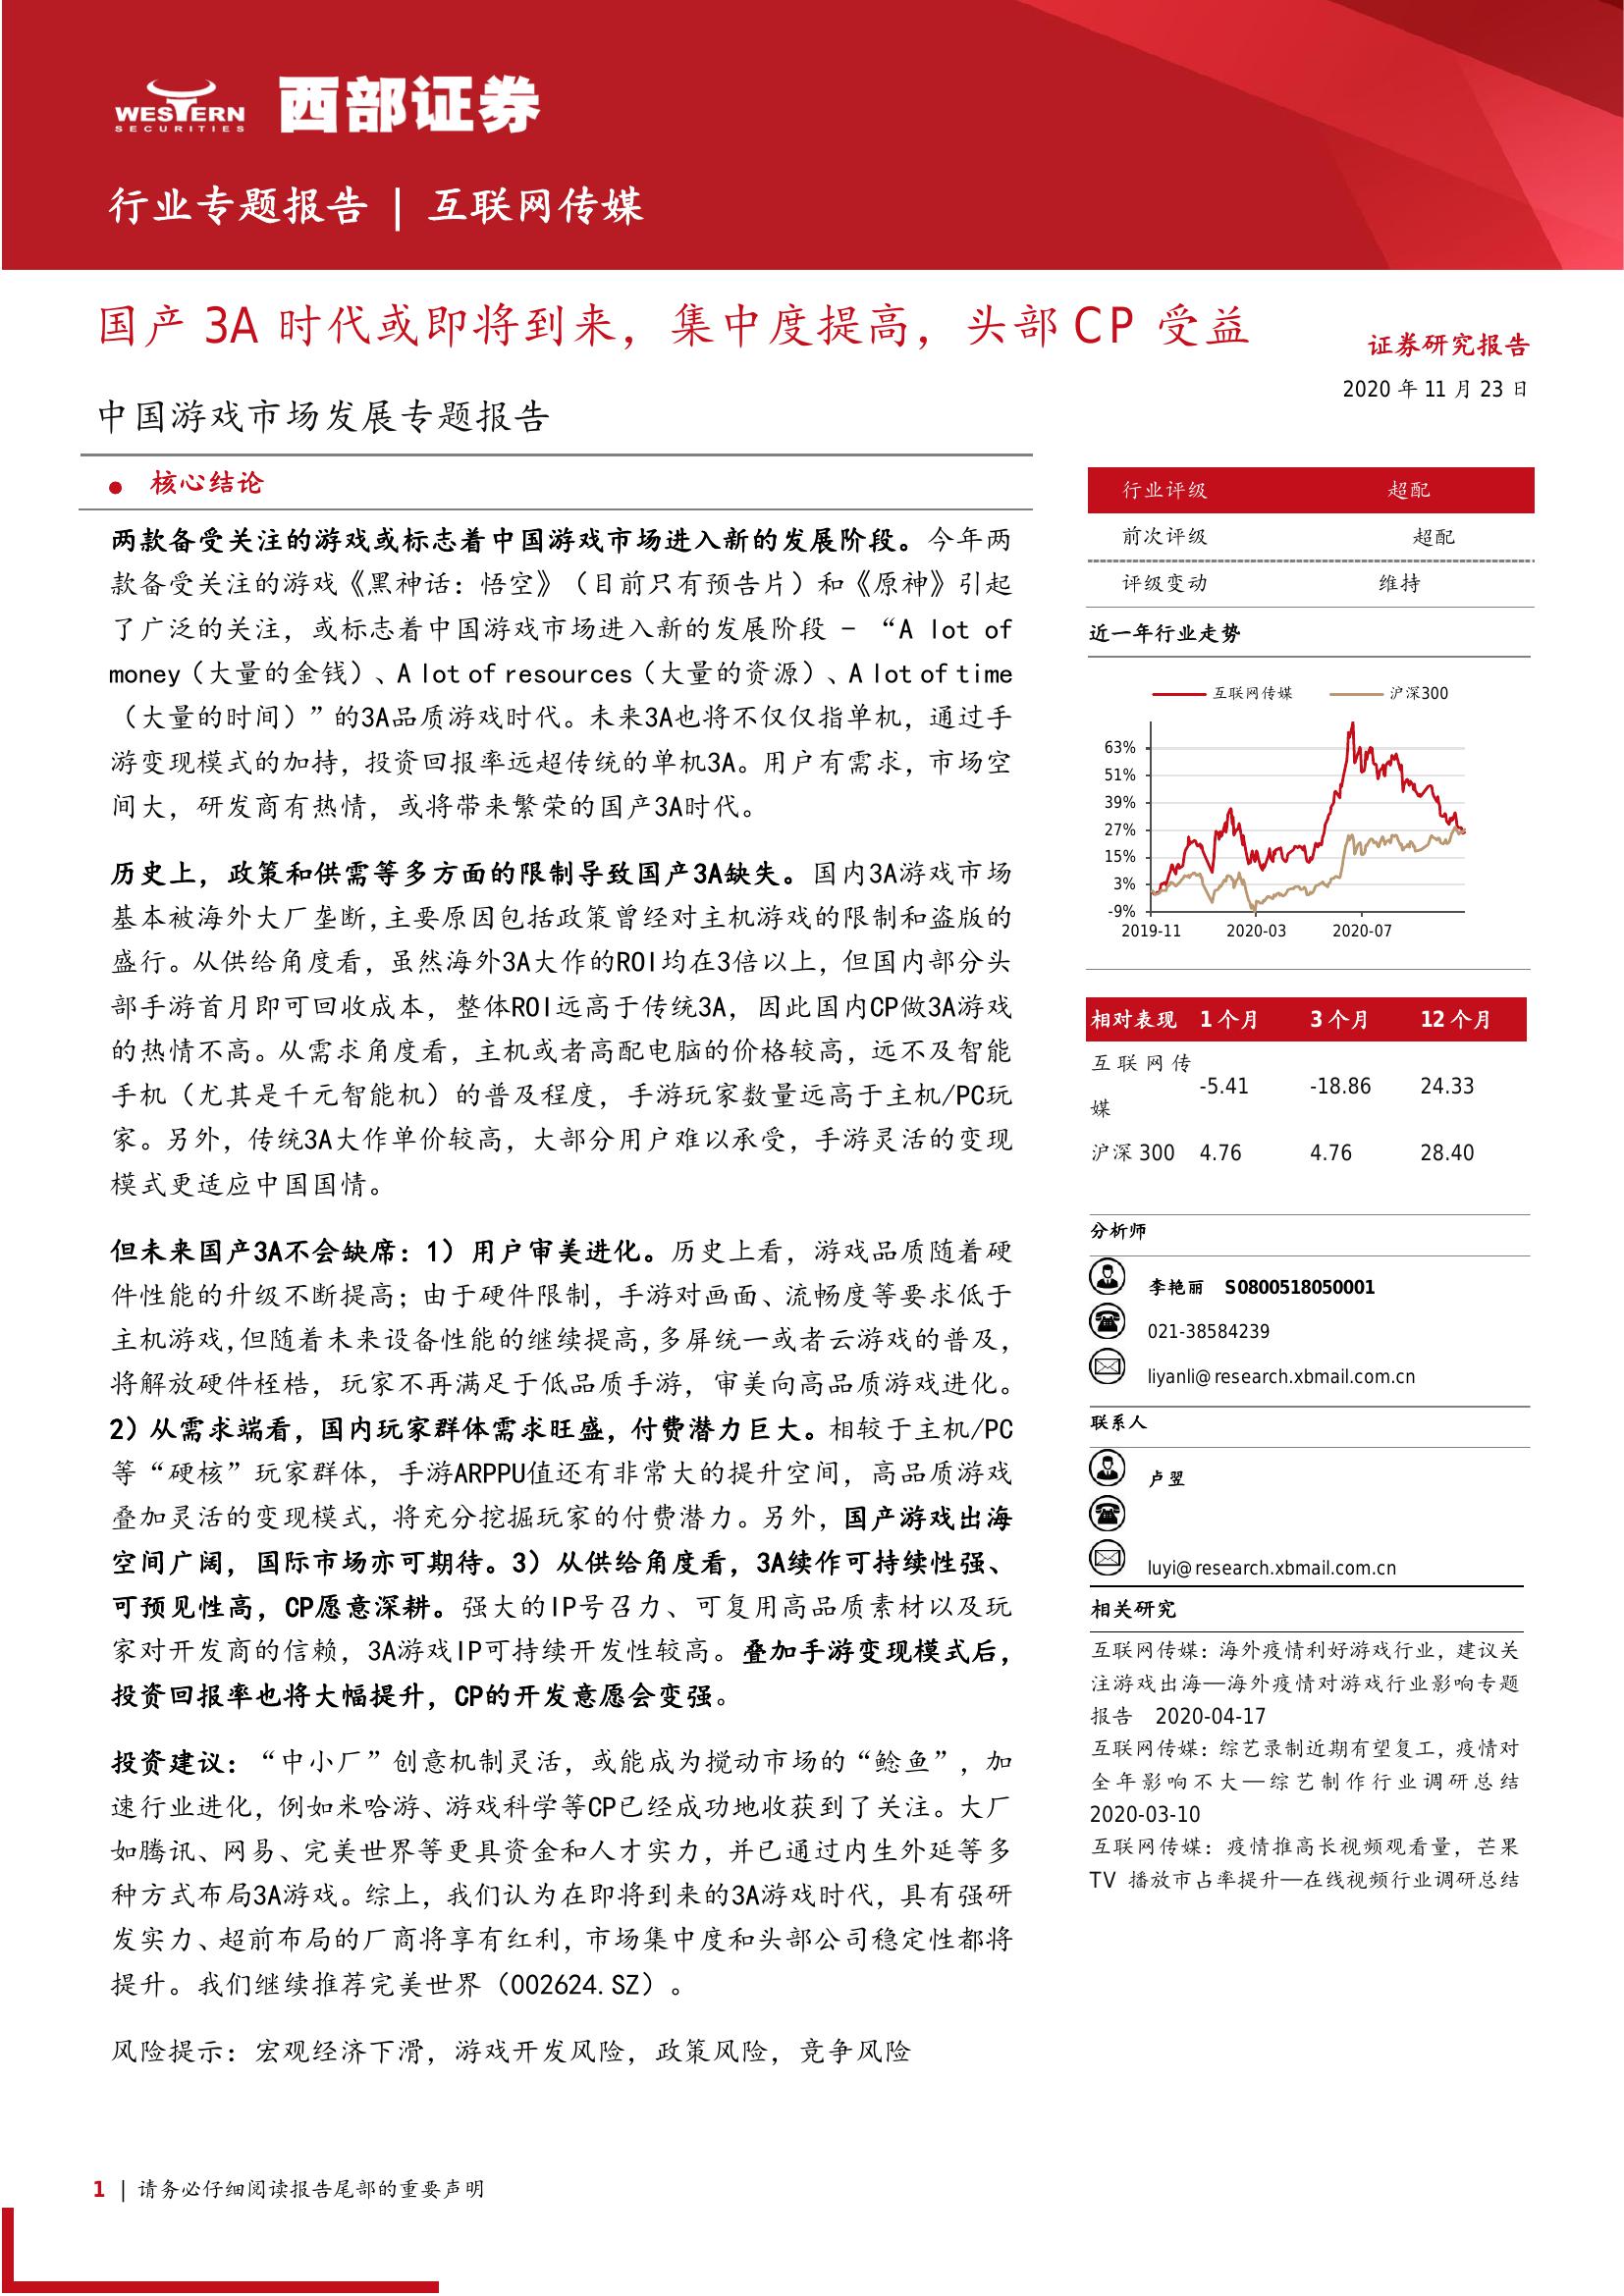 WESTERN
SECURITIES
西部证券
行业专题报告 | 互联网传媒
国产 3A 时代或即将到来，集中度提高，头部 CP 受益
中国游戏市场发展专题报告
证券研究报告
2020 年 11 月 23 日
● 核心结论
两款备受关注的游戏或标志着中国游戏市场进入新的发展阶段。今年两
款备受关注的游戏《黑神话：悟空》（目前只有预告片）和《原神》引起
了广泛的关注，或标志着中国游戏市场进入新的发展阶段 – “A lot of
money（大量的金钱）、A lot of resources（大量的资源）、A lot of time
（大量的时间）”的3A品质游戏时代。未来3A也将不仅仅指单机，通过手
游变现模式的加持，投资回报率远超传统的单机3A。用户有需求，市场空
间大，研发商有热情，或将带来繁荣的国产3A时代。
历史上，政策和供需等多方面的限制导致国产3A缺失。国内3A游戏市场
基本被海外大厂垄断，主要原因包括政策曾经对主机游戏的限制和盗版的
盛行。从供给角度看，虽然海外3A大作的ROI均在3倍以上，但国内部分头
部手游首月即可回收成本，整体ROI远高于传统3A，因此国内CP做3A游戏
的热情不高。从需求角度看，主机或者高配电脑的价格较高，远不及智能
手机（尤其是千元智能机）的普及程度，手游玩家数量远高于主机/PC玩
家。另外，传统3A大作单价较高，大部分用户难以承受，手游灵活的变现
模式更适应中国国情。
但未来国产3A不会缺席：1）用户审美进化。历史上看，游戏品质随着硬
件性能的升级不断提高；由于硬件限制，手游对画面、流畅度等要求低于
主机游戏，但随着未来设备性能的继续提高，多屏统一或者云游戏的普及，
将解放硬件桎梏，玩家不再满足于低品质手游，审美向高品质游戏进化。
2）从需求端看，国内玩家群体需求旺盛，付费潜力巨大。相较于主机/PC
等“硬核”玩家群体，手游ARPPU值还有非常大的提升空间，高品质游戏
叠加灵活的变现模式，将充分挖掘玩家的付费潜力。另外，国产游戏出海
空间广阔，国际市场亦可期待。3）从供给角度看，3A续作可持续性强、
可预见性高，CP愿意深耕。强大的IP号召力、可复用高品质素材以及玩
家对开发商的信赖，3A游戏IP可持续开发性较高。叠加手游变现模式后，
投资回报率也将大幅提升，CP的开发意愿会变强。
投资建议：“中小厂”创意机制灵活，或能成为搅动市场的“鲶鱼”，加
速行业进化，例如米哈游、游戏科学等CP已经成功地收获到了关注。大厂
如腾讯、网易、完美世界等更具资金和人才实力，并已通过内生外延等多
种方式布局3A游戏。综上，我们认为在即将到来的3A游戏时代，具有强研
发实力、超前布局的厂商将享有红利，市场集中度和头部公司稳定性都将
提升。我们继续推荐完美世界（002624.SZ）。
风险提示：宏观经济下滑，游戏开发风险，政策风险，竞争风险
行业评级 超配
前次评级 超配
评级变动 维持
近一年行业走势
互联网传媒 沪深300
63%
51%
39%
27%
15%
3%
-9%
2019-11 2020-03 2020-07
相对表现 1 个月 3 个月 12 个月
互联网传
媒 -5.41 -18.86 24.33
沪深 300 4.76 4.76 28.40
分析师
李艳丽 S0800518050001
021-38584239
liyanli@research.xbmail.com.cn
联系人
卢翌
luyi@research.xbmail.com.cn
相关研究
互联网传媒：海外疫情利好游戏行业，建议关
注游戏出海—海外疫情对游戏行业影响专题
报告 2020-04-17
互联网传媒：综艺录制近期有望复工，疫情对
全年影响不大—综艺制作行业调研总结
2020-03-10
互联网传媒：疫情推高长视频观看量，芒果
TV 播放市占率提升—在线视频行业调研总结
1 | 请务必仔细阅读报告尾部的重要声明